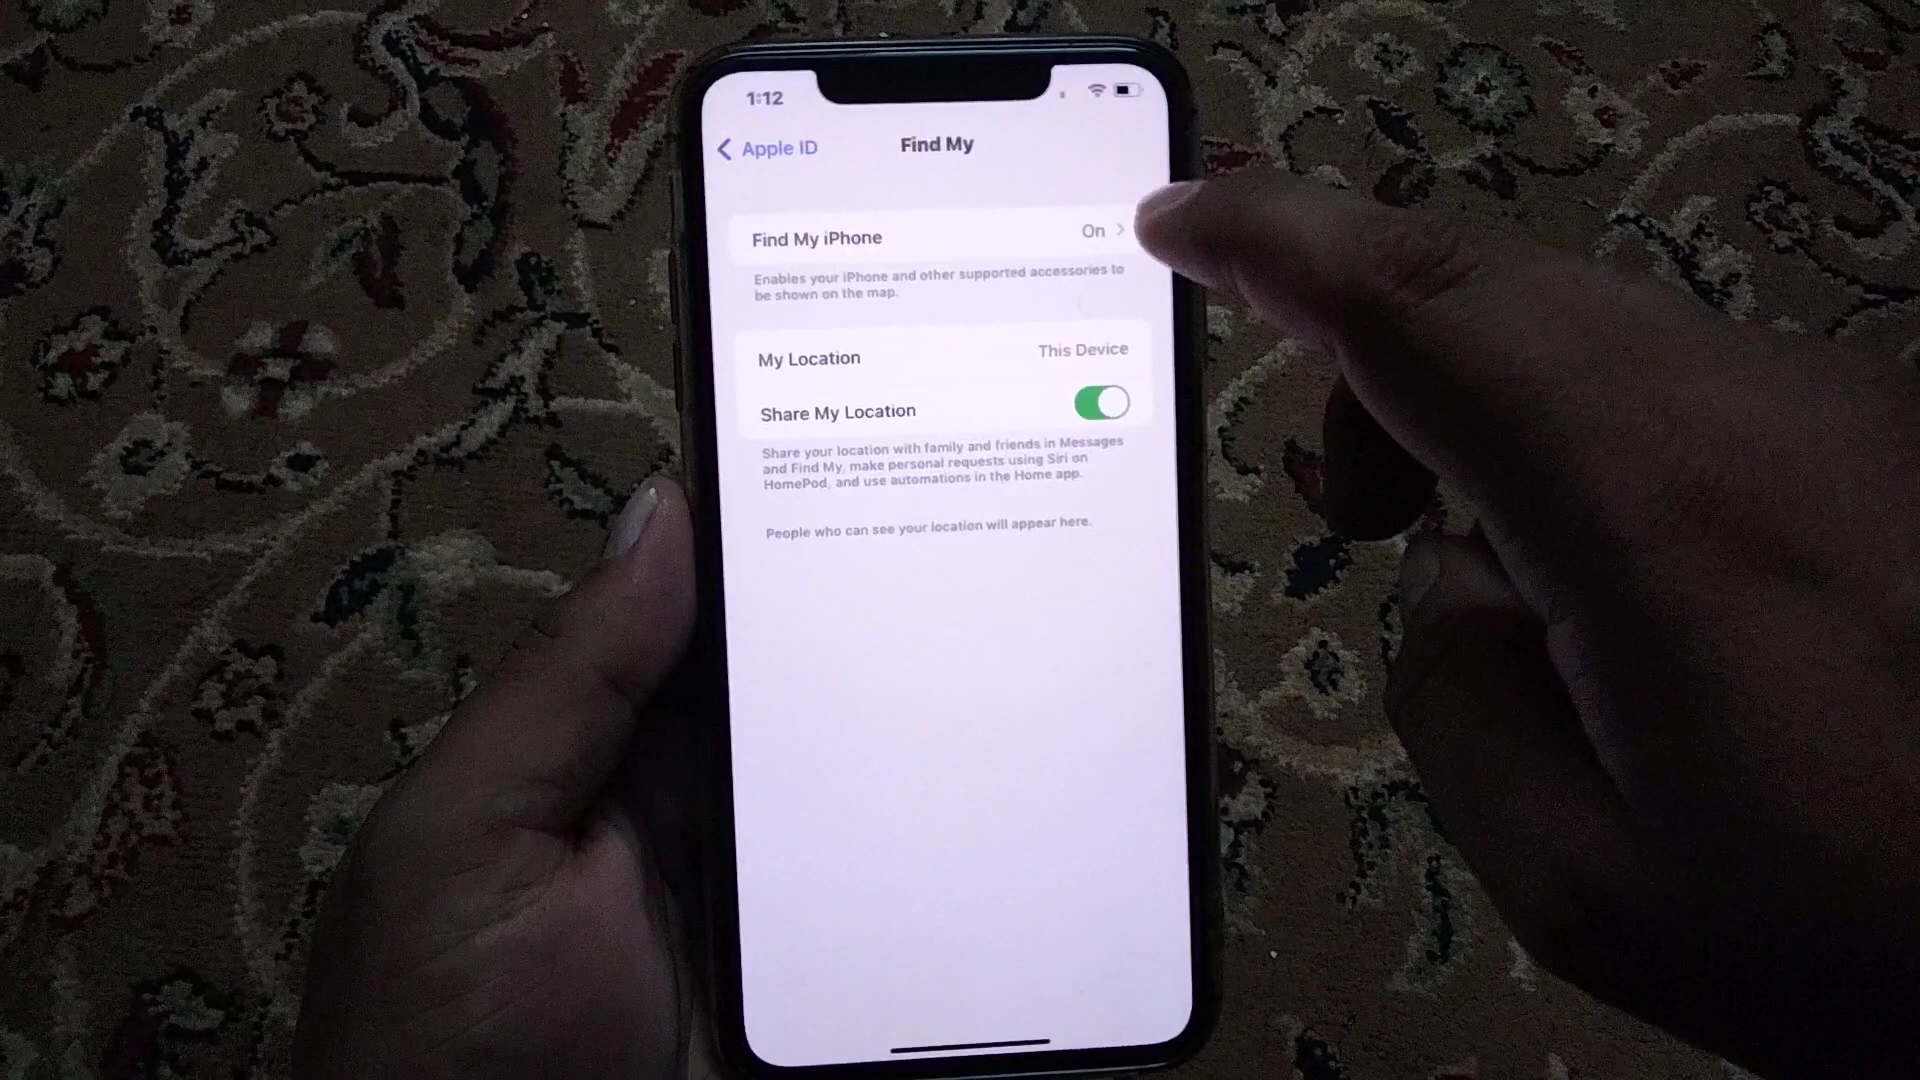 1:12
Apple ID
Find My
Find My iPhone On
Enables your iPhone and other supported accessories to
be shown on the map.
My Location This Device
Share My Location
Share your location with family and friends in Messages
and Find My, make personal requests using Siri on
HomePod, and use automations in the Home app.
People who can see your location will appear here.